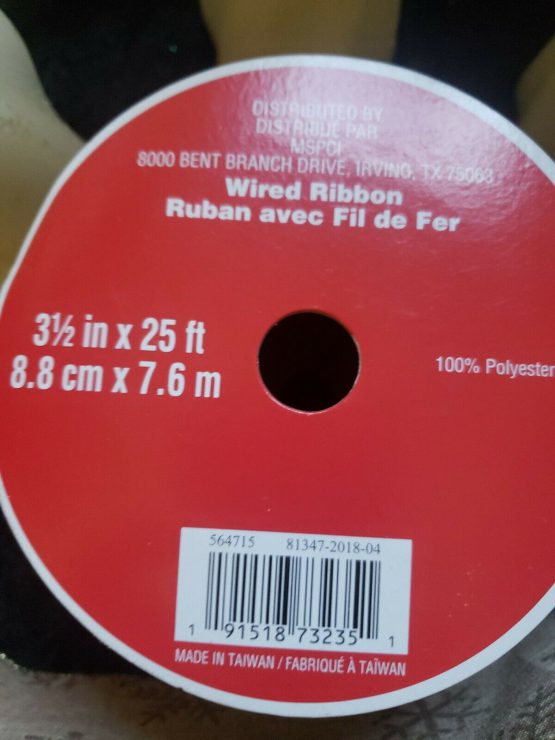 DISTRIBUTED BY
DISTRIBUÉ PAR
MSPCI
8000 BENT BRANCH DRIVE, IRVING, TX 75063
Wired Ribbon
Ruban avec Fil de Fer
3½ in x 25 ft
8.8 cm x 7.6 m
100% Polyester
564715 81347-2018-04
1 91518 73235 1
MADE IN TAIWAN / FABRIQUÉ À TAÏWAN